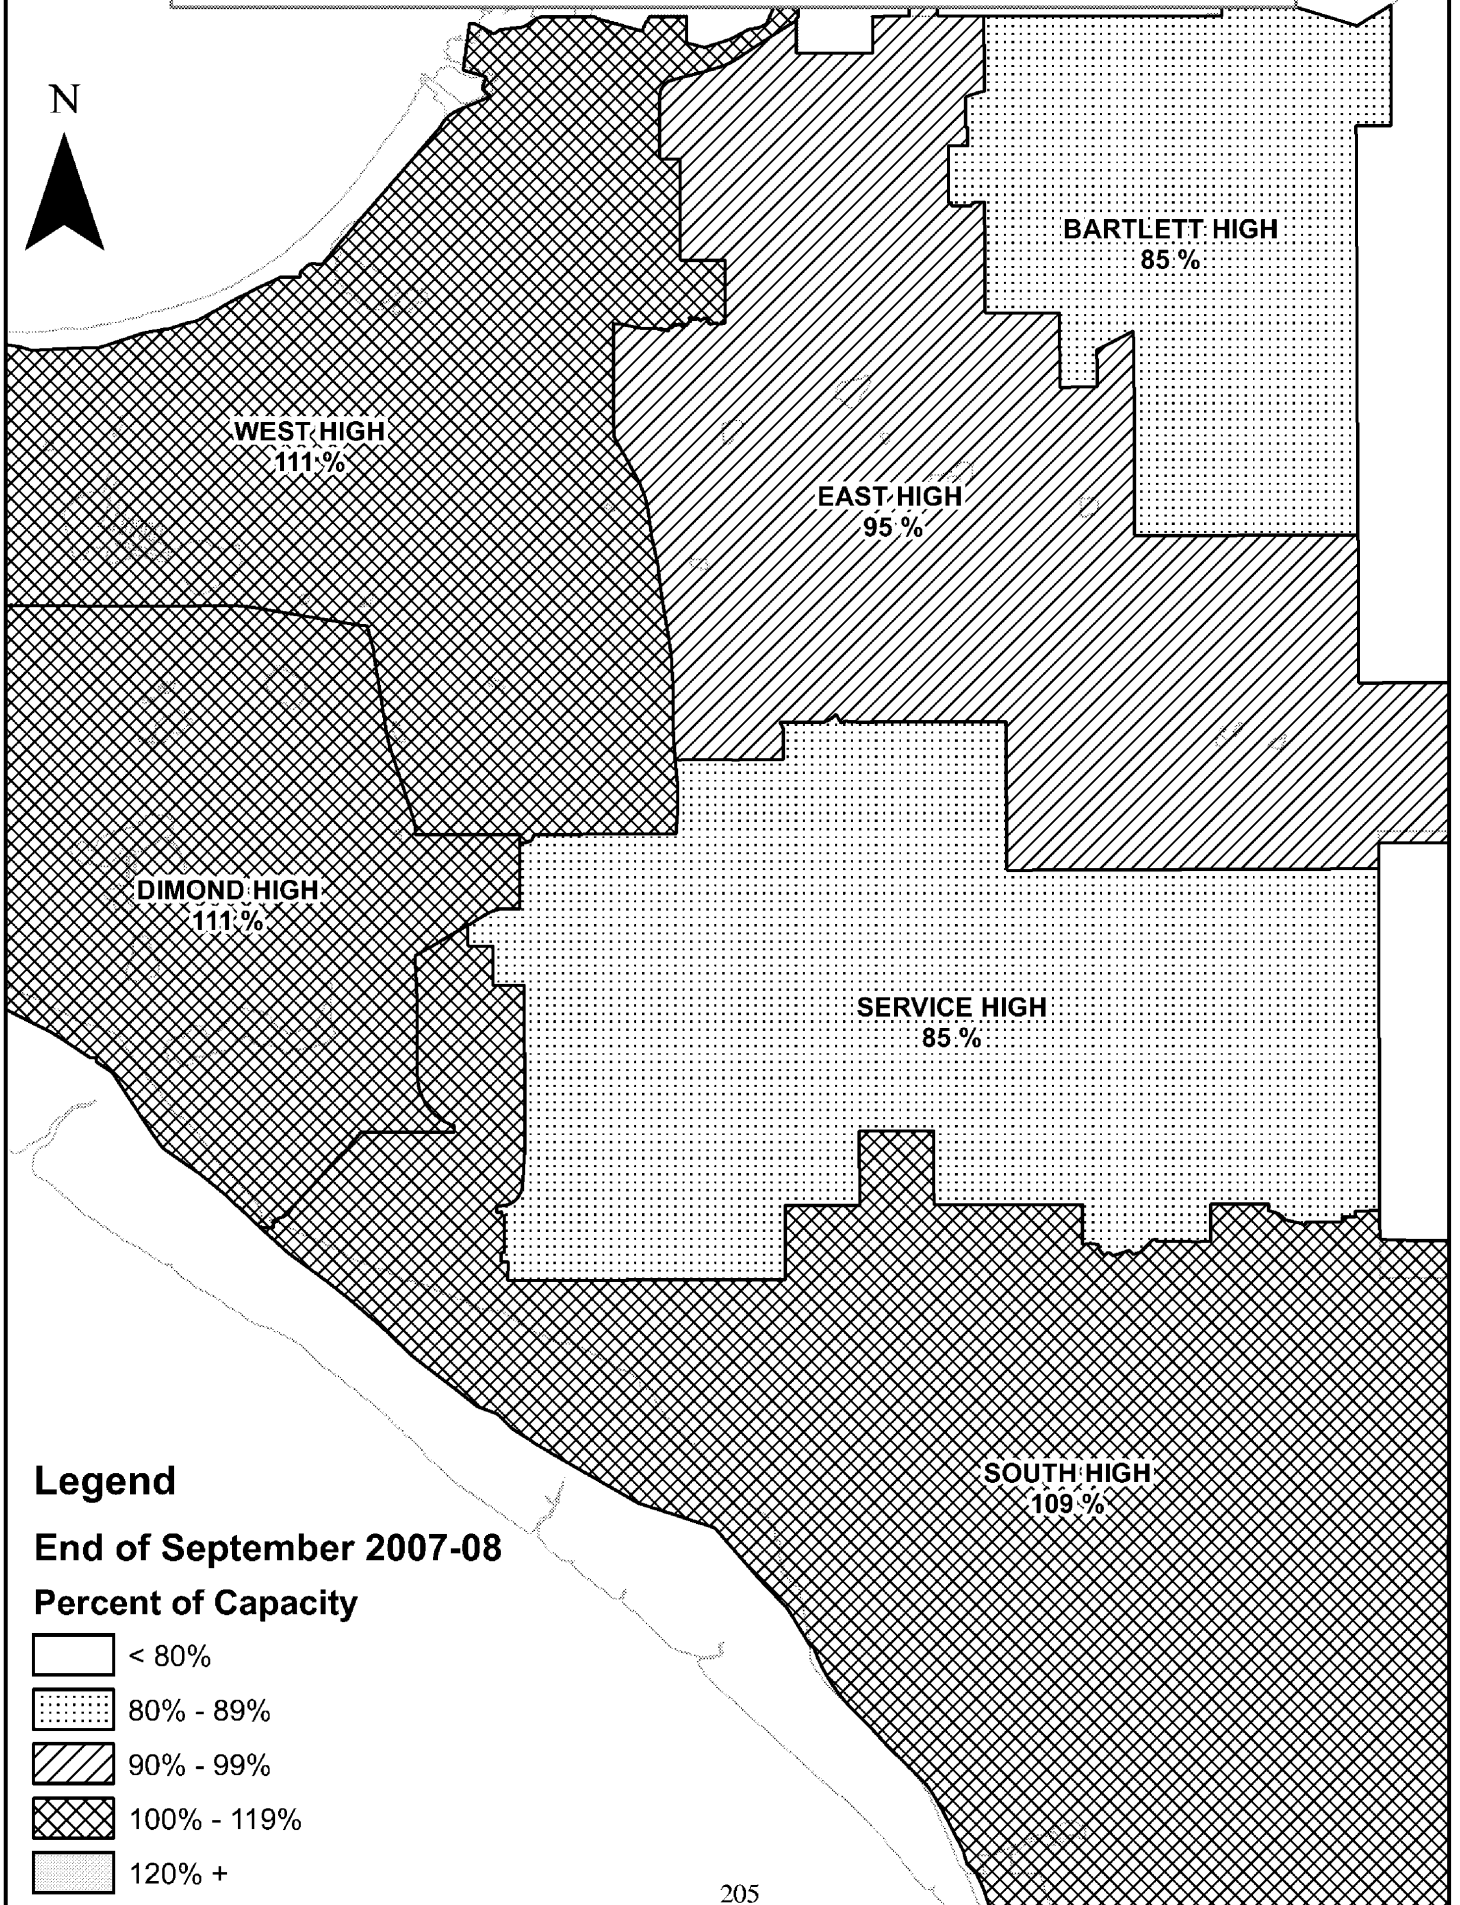 N
BARTLETT HIGH
85 %
WEST HIGH
111 %
EAST HIGH
95 %
DIMOND HIGH
111 %
SERVICE HIGH
85 %
SOUTH HIGH
109 %
Legend
End of September 2007-08
Percent of Capacity
< 80%
80% - 89%
90% - 99%
100% - 119%
120% +
205